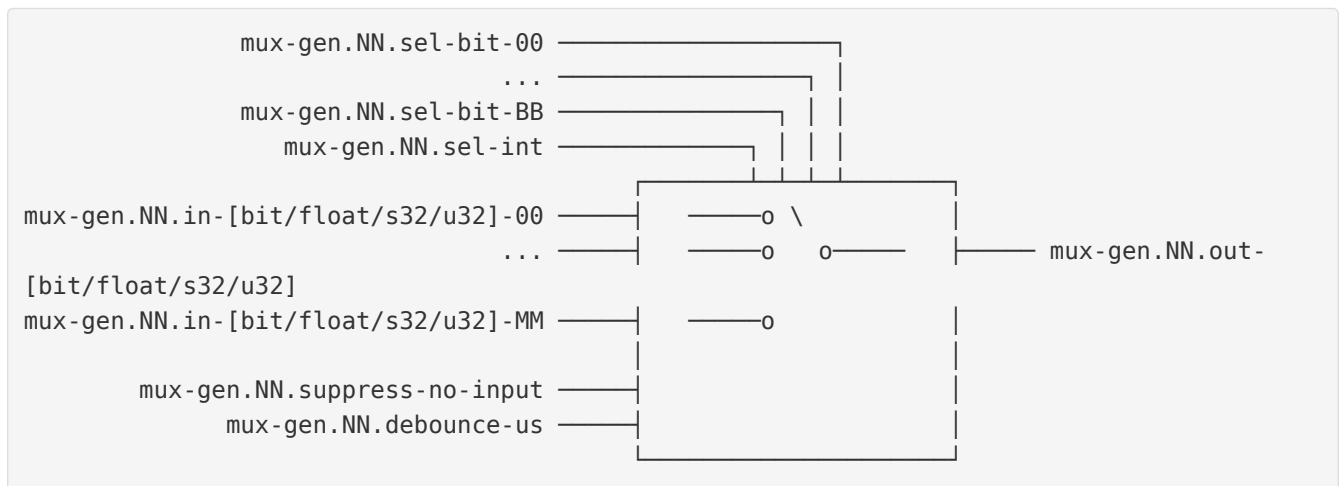 mux-gen.NN.sel-bit-00
...
mux-gen.NN.sel-bit-BB
mux-gen.NN.sel-int
mux-gen.NN.in-[bit/float/s32/u32]-00 o \
... o o mux-gen.NN.out-
[bit/float/s32/u32]
mux-gen.NN.in-[bit/float/s32/u32]-MM o
mux-gen.NN.suppress-no-input
mux-gen.NN.debounce-us